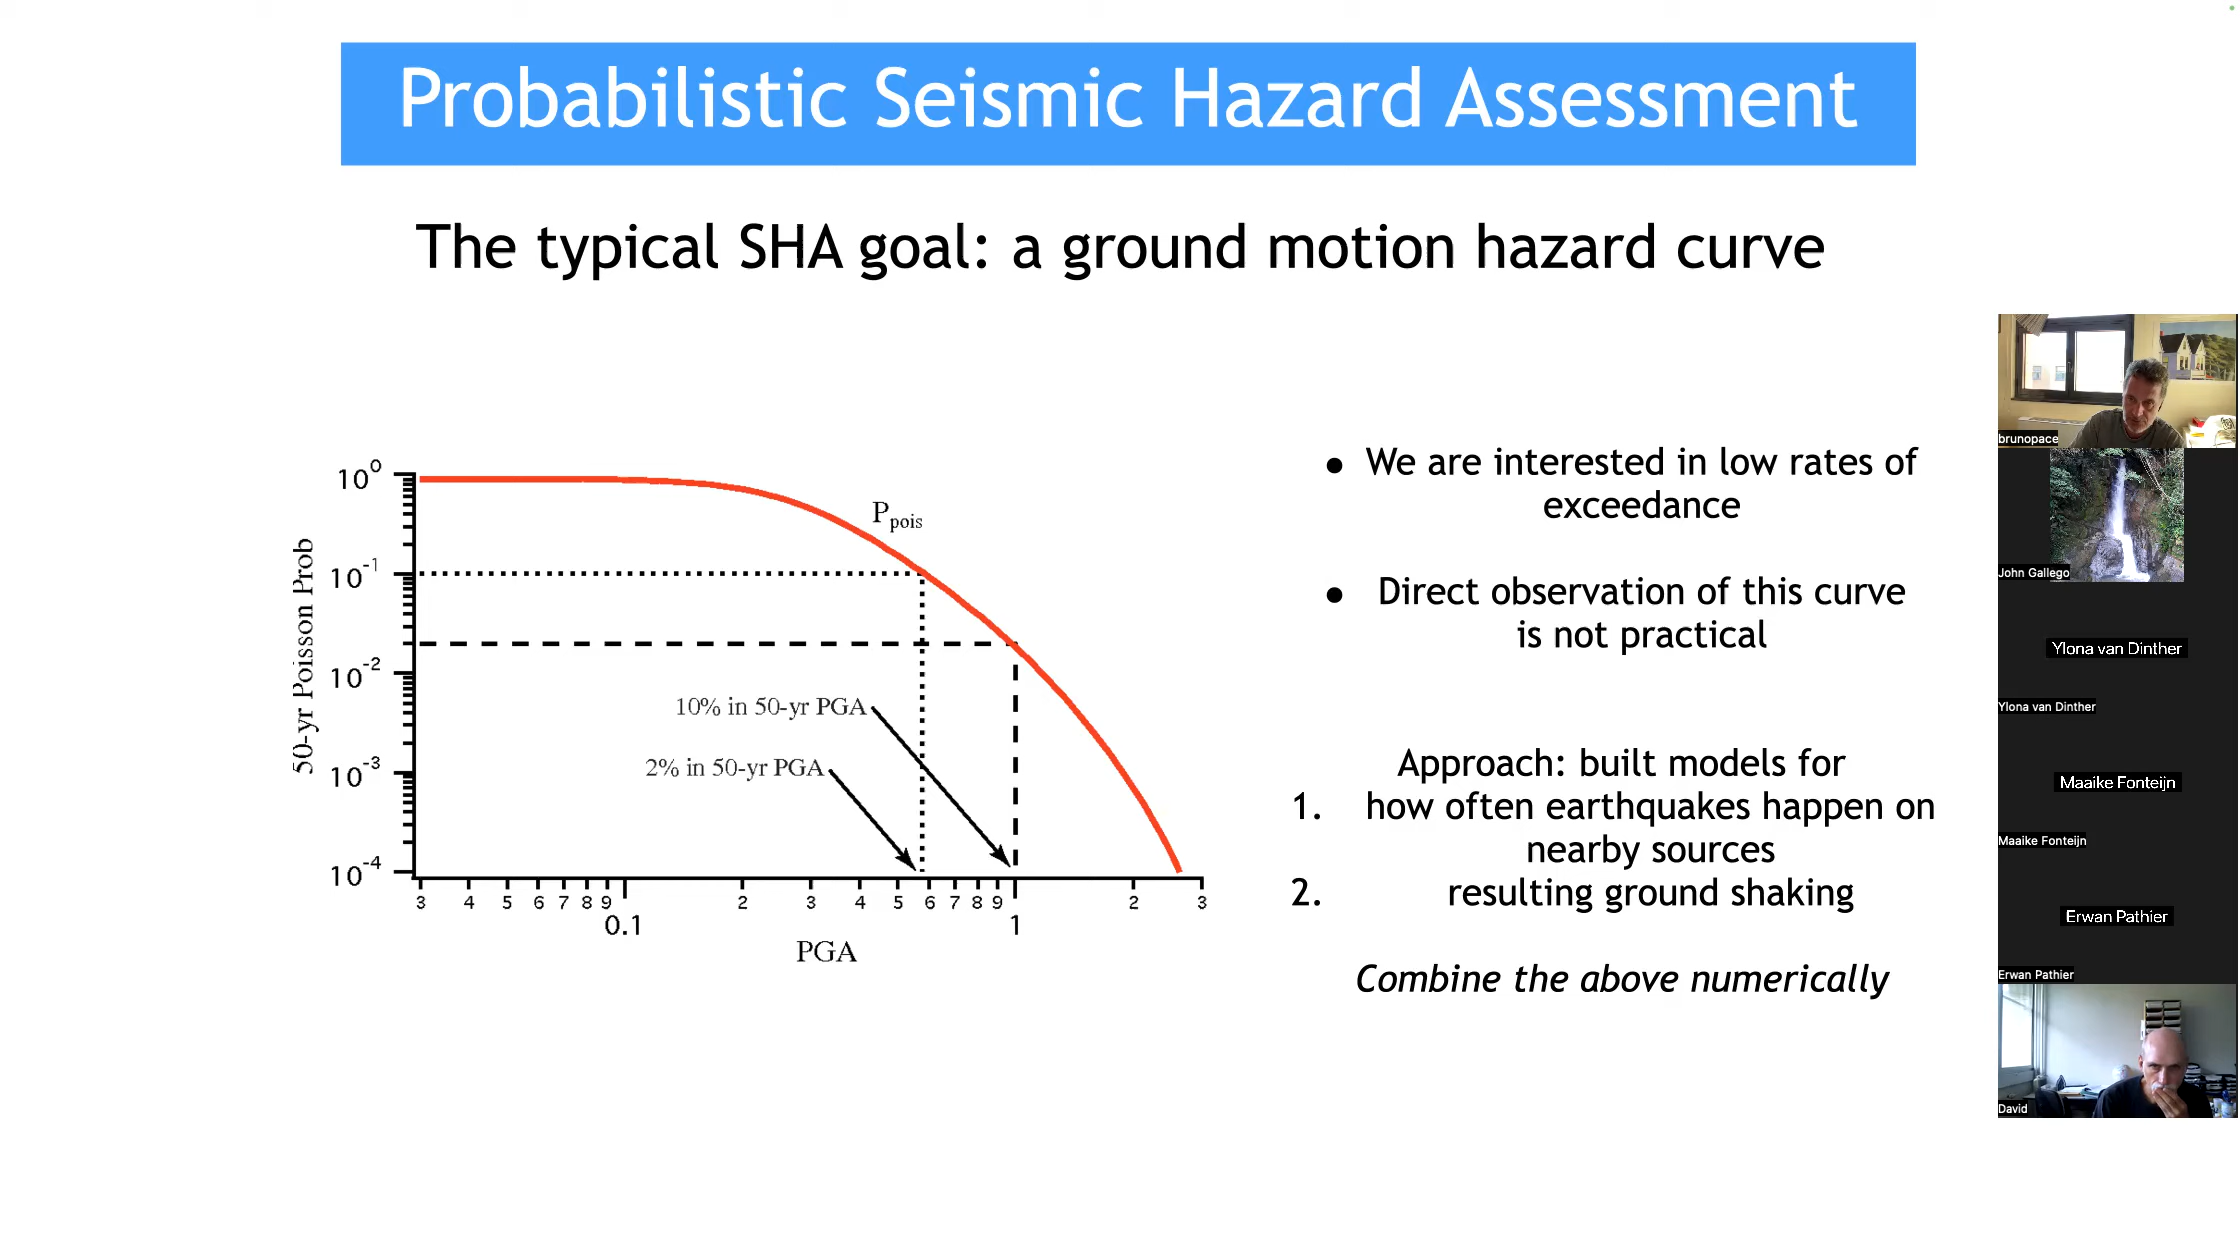 Probabilistic Seismic Hazard Assessment
The typical SHA goal: a ground motion hazard curve
10^0
10^-1
10^-2
10^-3
10^-4
50-yr Poisson Prob
P_pois
10% in 50-yr PGA
2% in 50-yr PGA
3 4 5 6 7 8 9 2 3 4 5 6 7 8 9 2 3
0.1 1
PGA
● We are interested in low rates of
exceedance
● Direct observation of this curve
is not practical
Approach: built models for
1. how often earthquakes happen on
nearby sources
2. resulting ground shaking
Combine the above numerically
brunopace
John Gallego
Ylona van Dinther
Ylona van Dinther
Maaike Fonteijn
Maaike Fonteijn
Erwan Pathier
Erwan Pathier
David